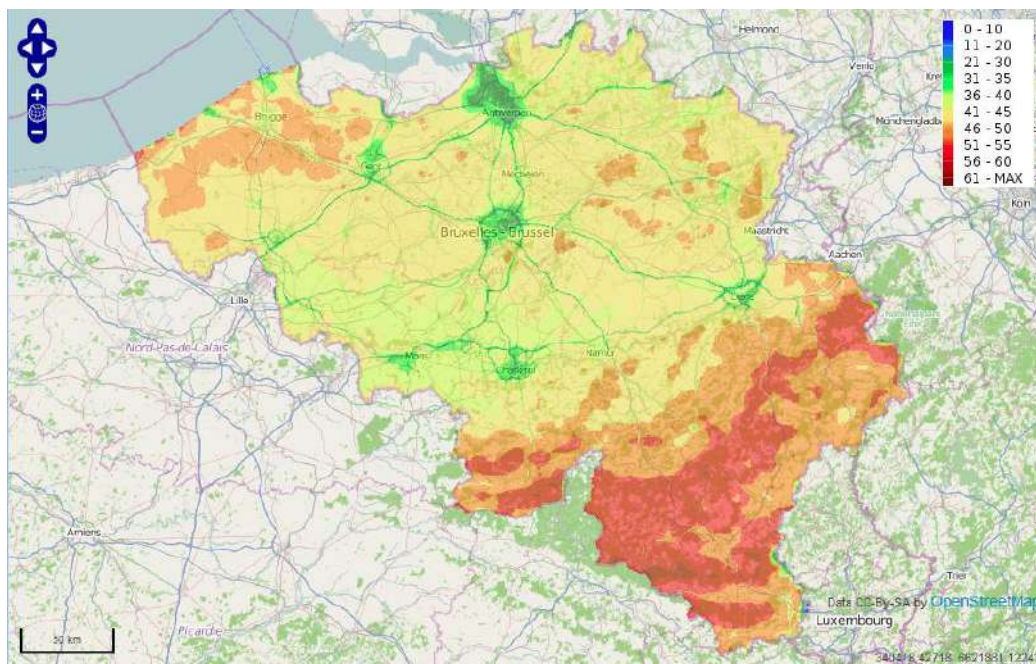 Helmond
Venlo
0 - 10
11 - 20
21 - 30
31 - 35
36 - 40
41 - 45
46 - 50
51 - 55
56 - 60
61 - MAX
Brugge
Antwerpen
Gent
Mechelen
Köln
Bruxelles - Brussel
Maastricht
Aachen
Lille
Liège
Nord-Pas-de-Calais
Mons
Namur
Charleroi
Amiens
Trier
Data CC-By-SA by OpenStreetMap
Luxembourg
Picardie
50 km